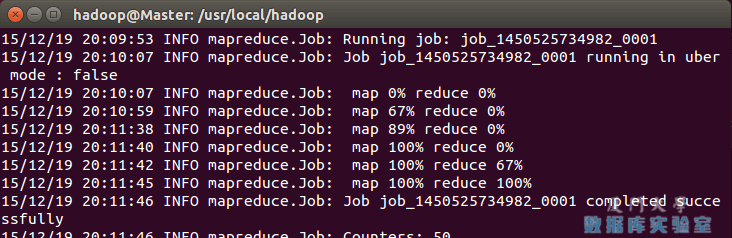 hadoop@Master: /usr/local/hadoop
15/12/19 20:09:53 INFO mapreduce.Job: Running job: job_1450525734982_0001
15/12/19 20:10:07 INFO mapreduce.Job: Job job_1450525734982_0001 running in uber
 mode : false
15/12/19 20:10:07 INFO mapreduce.Job:  map 0% reduce 0%
15/12/19 20:10:59 INFO mapreduce.Job:  map 67% reduce 0%
15/12/19 20:11:38 INFO mapreduce.Job:  map 89% reduce 0%
15/12/19 20:11:40 INFO mapreduce.Job:  map 100% reduce 0%
15/12/19 20:11:42 INFO mapreduce.Job:  map 100% reduce 67%
15/12/19 20:11:45 INFO mapreduce.Job:  map 100% reduce 100%
15/12/19 20:11:46 INFO mapreduce.Job: Job job_1450525734982_0001 completed succe
ssfully
15/12/19 20:11:46 INFO mapreduce.Job: Counters: 50
厦门大学
数据库实验室